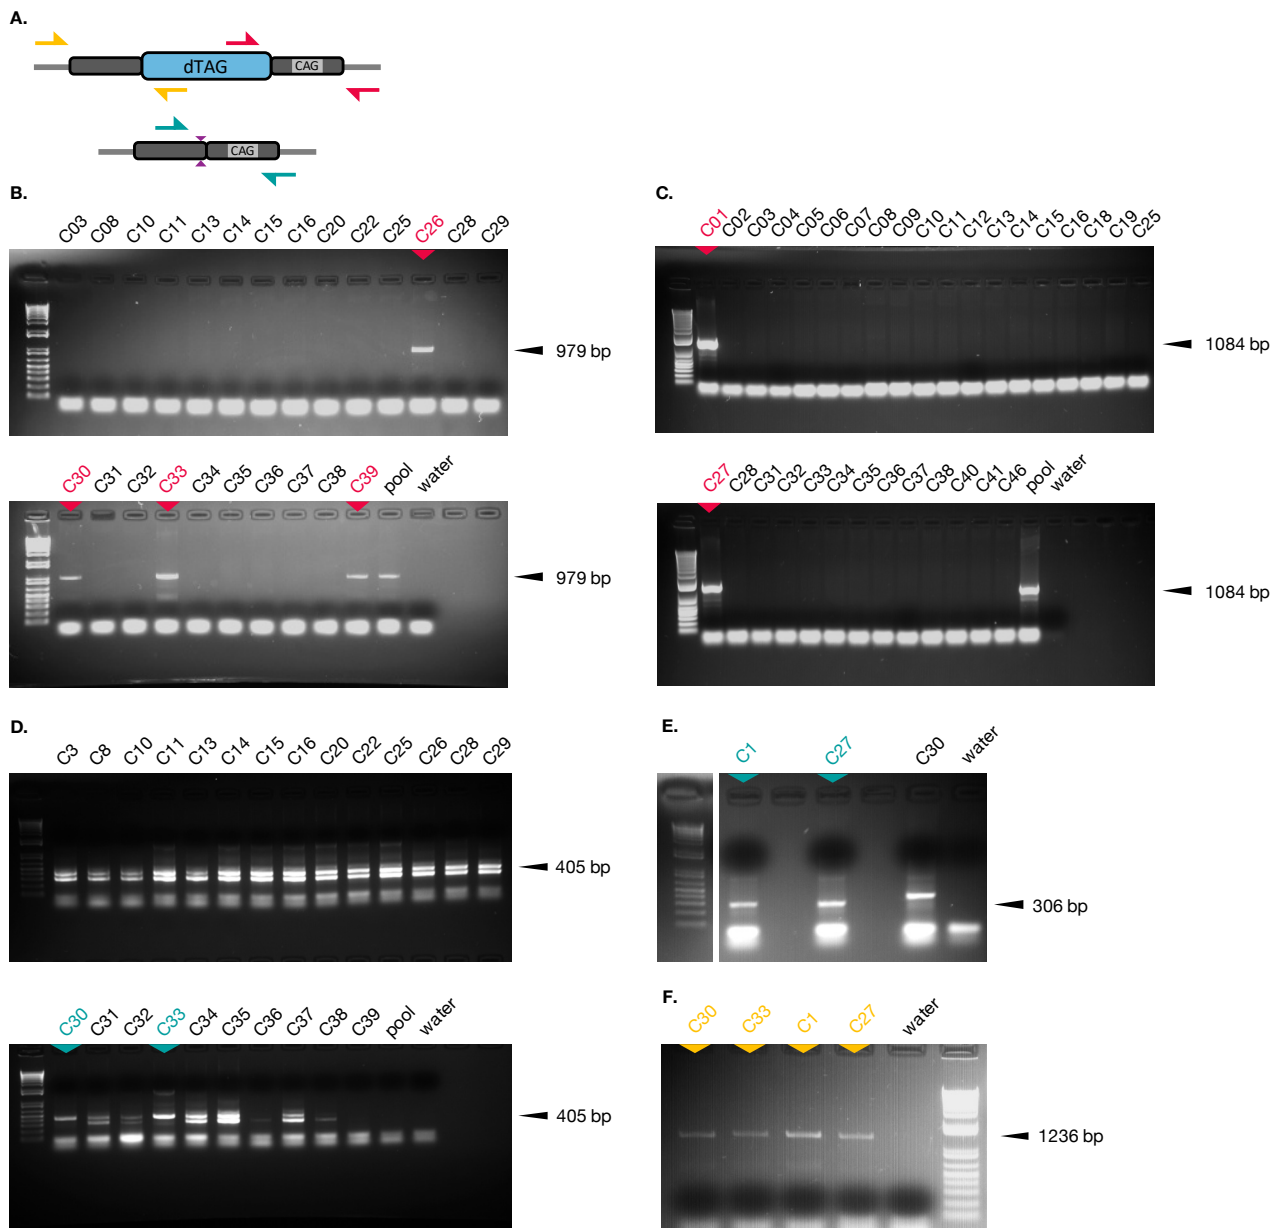 A.
dTAG
CAG
CAG
B.
C03 C08 C10 C11 C13 C14 C15 C16 C20 C22 C25 C26 C28 C29
979 bp
C30 C31 C32 C33 C34 C35 C36 C37 C38 C39 pool water
979 bp
C.
C01 C02 C03 C04 C05 C06 C07 C08 C09 C10 C11 C12 C13 C14 C15 C16 C18 C19 C25
1084 bp
C27 C28 C31 C32 C33 C34 C35 C36 C37 C38 C40 C41 C46 pool water
1084 bp
D.
C3 C8 C10 C11 C13 C14 C15 C16 C20 C22 C25 C26 C28 C29
405 bp
C30 C31 C32 C33 C34 C35 C36 C37 C38 C39 pool water
405 bp
E.
C1 C27 C30 water
306 bp
F.
C30 C33 C1 C27 water
1236 bp